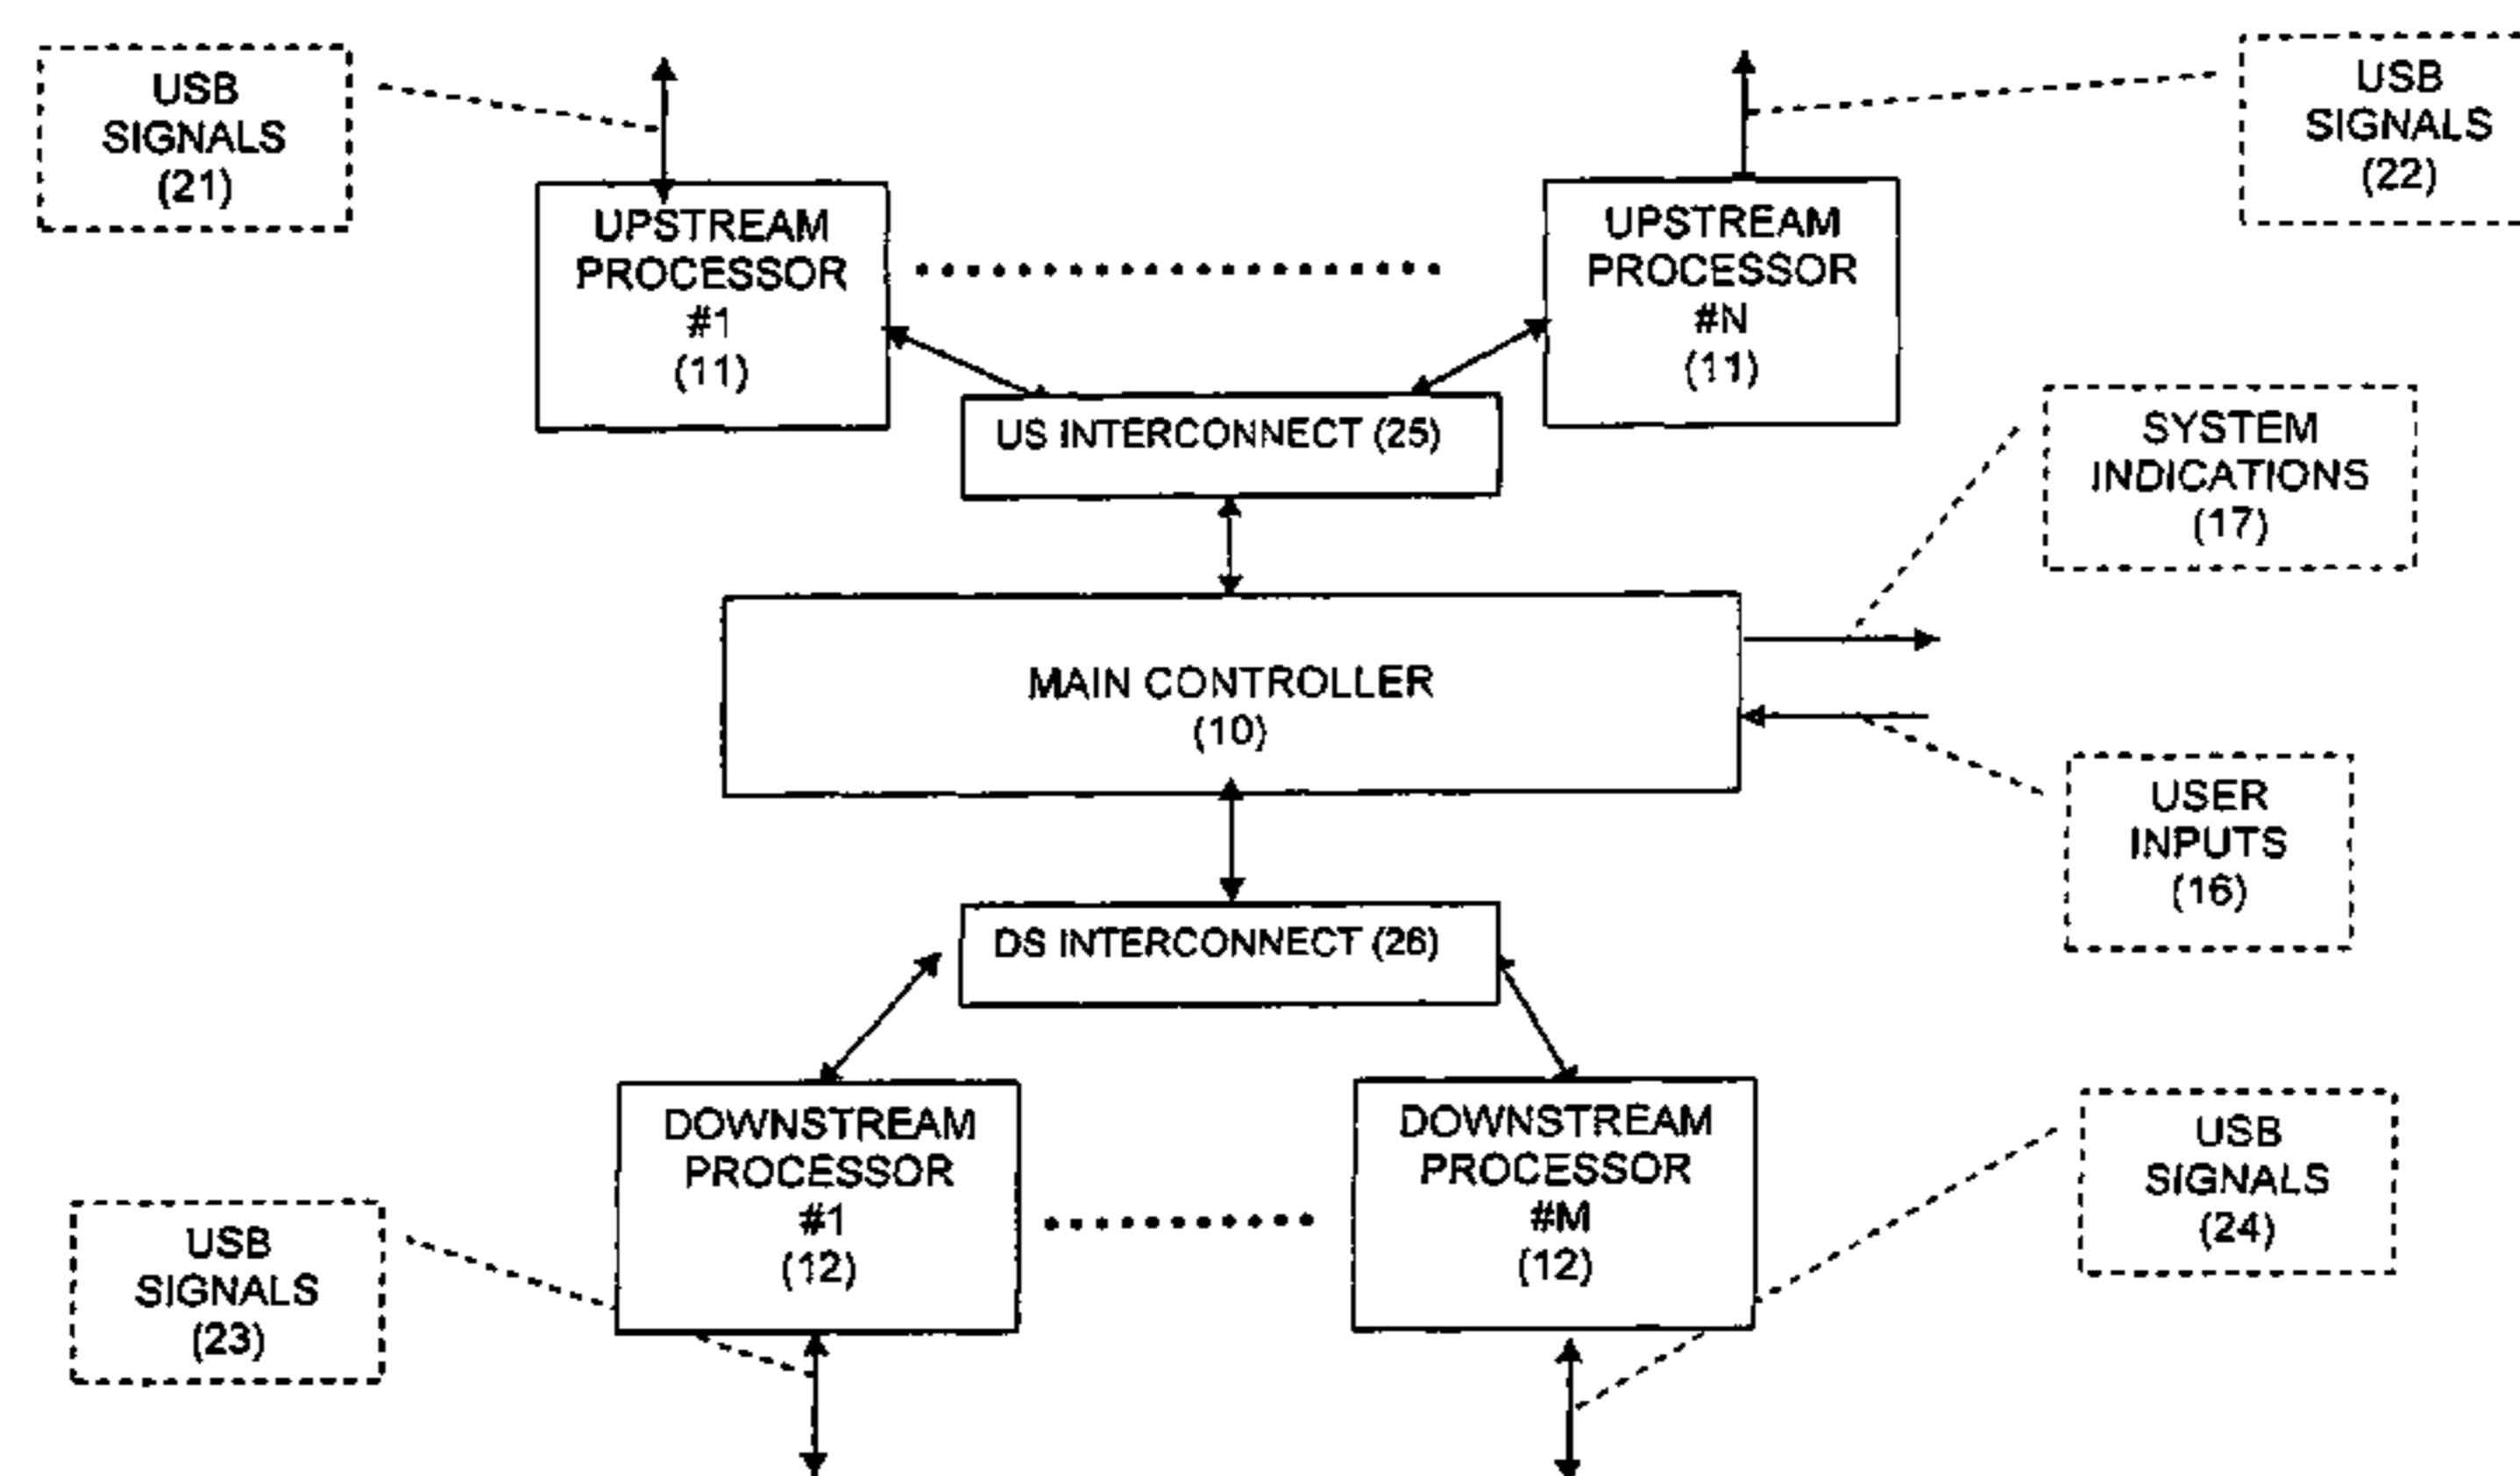 USB
SIGNALS
(21)
USB
SIGNALS
(22)
UPSTREAM
PROCESSOR
#1
(11)
UPSTREAM
PROCESSOR
#N
(11)
US INTERCONNECT (25)
SYSTEM
INDICATIONS
(17)
MAIN CONTROLLER
(10)
USER
INPUTS
(16)
DS INTERCONNECT (26)
DOWNSTREAM
PROCESSOR
#1
(12)
DOWNSTREAM
PROCESSOR
#M
(12)
USB
SIGNALS
(24)
USB
SIGNALS
(23)